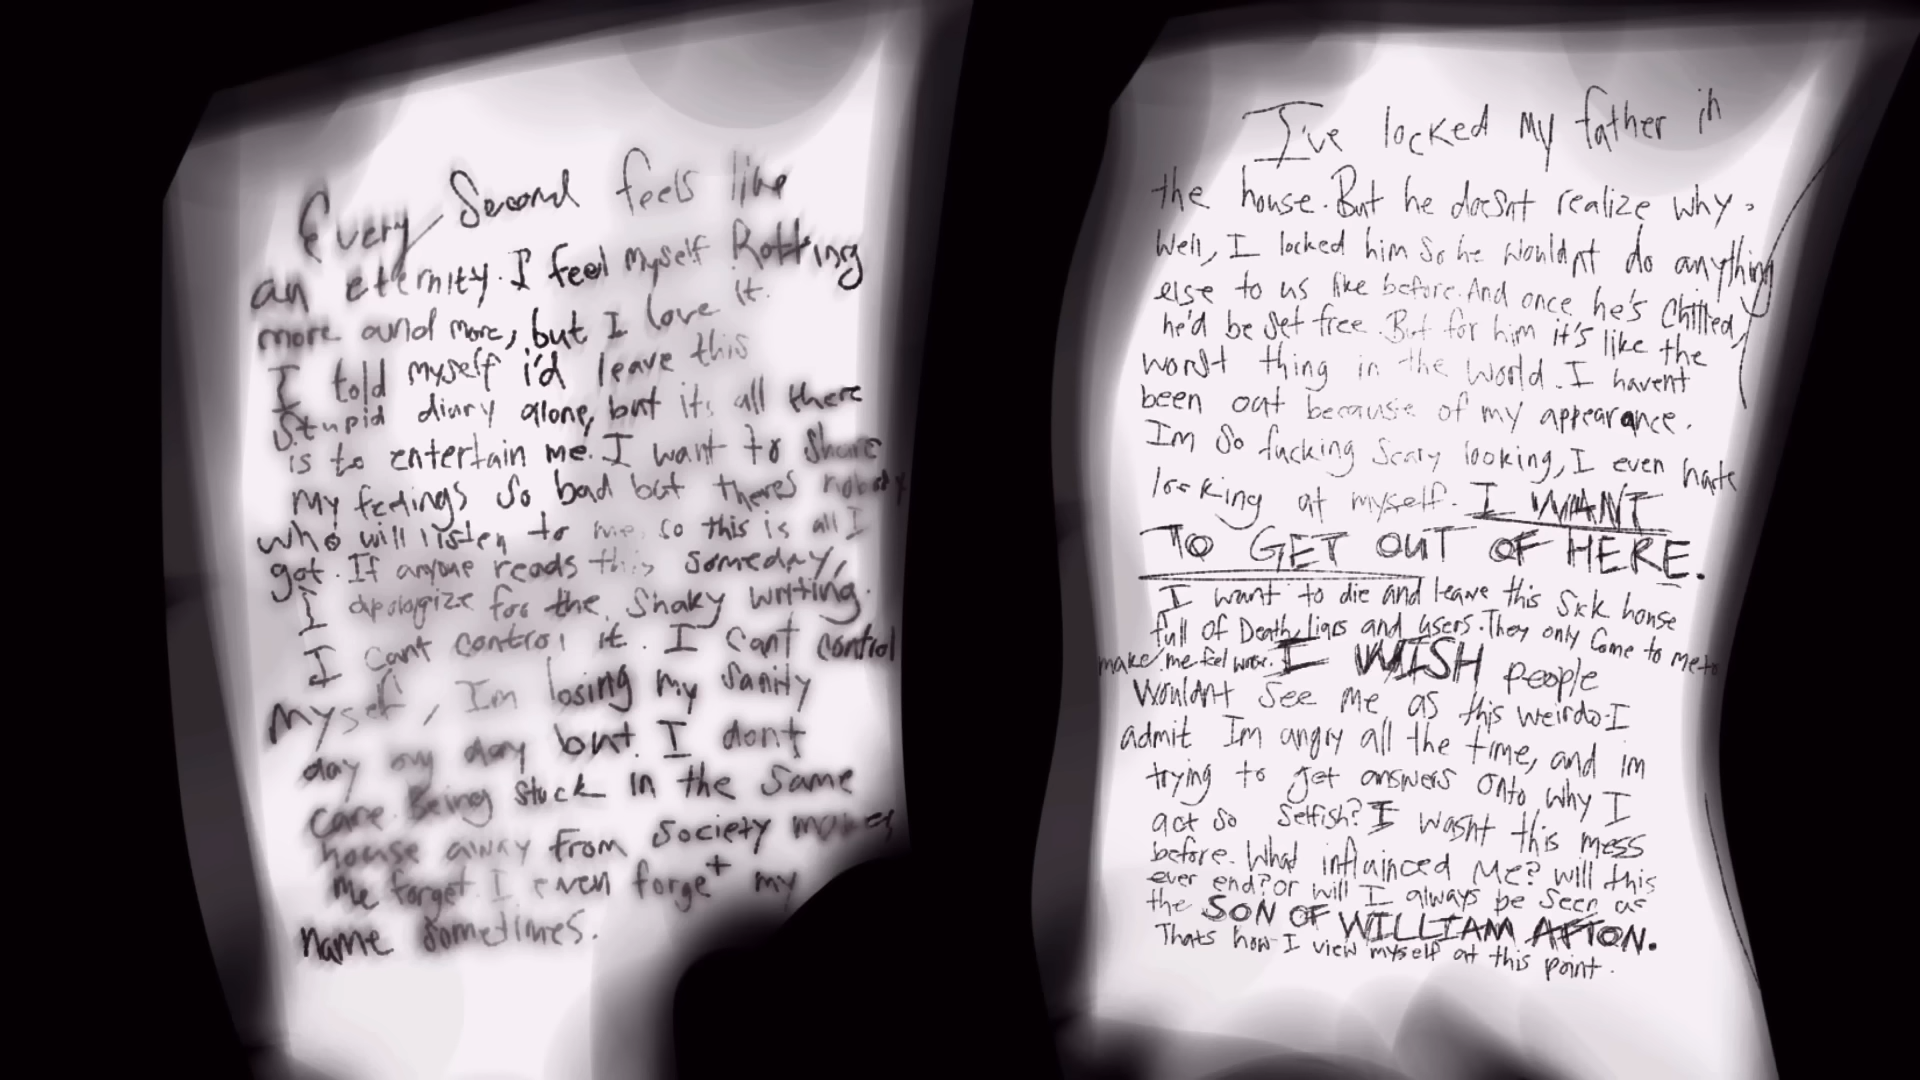 Every Second feels like
an eternity. I feel myself Rotting
more and more, but I love it.
I told myself i'd leave this
Stupid diary alone, but its all there
is to entertain me. I want to share
my feelings so bad but theres nobody
who will listen to me, so this is all I
got. If anyone reads this someday,
I apologize for the shaky writing.
I cant control it. I cant control
myself, Im losing my sanity
day by day but I dont
care. Being stuck in the same
house away from society makes
me forget. I even forget my
name sometimes.
I've locked my father in
the house. But he doesnt realize why.
Well, I locked him so he wouldnt do anything
else to us like before. And once he's chilled,
he'd be set free. But for him it's like the
worst thing in the world. I havent
been out because of my appearance.
Im so fucking scary looking, I even hate
looking at myself. I WANT
TO GET OUT OF HERE.
I want to die and leave this sick house
full of Death, liars and users. They only come to me to
make me feel worse. I WISH people
wouldnt see me as this weirdo. I
admit Im angry all the time, and im
trying to get answers onto why I
act so selfish? I wasnt this mess
before. What influinced me? will this
ever end? or will I always be seen as
the SON OF WILLIAM AFTON.
Thats how I view myself at this point.